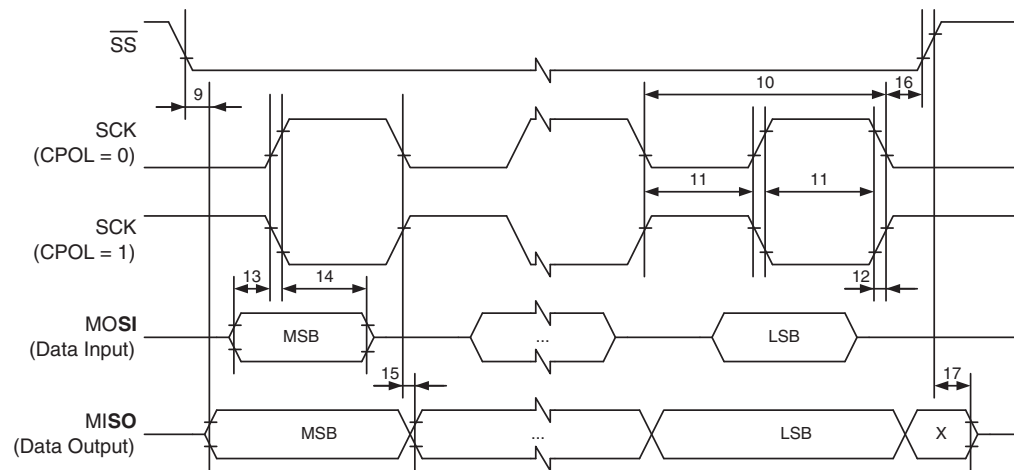 SS
10
9
16
SCK
(CPOL = 0)
11
11
SCK
(CPOL = 1)
13
14
12
MOSI
(Data Input)
MSB
...
LSB
15
17
MISO
(Data Output)
MSB
...
LSB
X